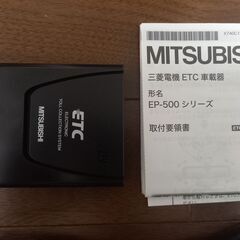 MITSUBISHI
ETC
ELECTRONIC
TOLL COLLECTION SYSTEM
MITSUBIS
三菱電機 ETC 車載器
形名
EP-500 シリーズ
取付要領書